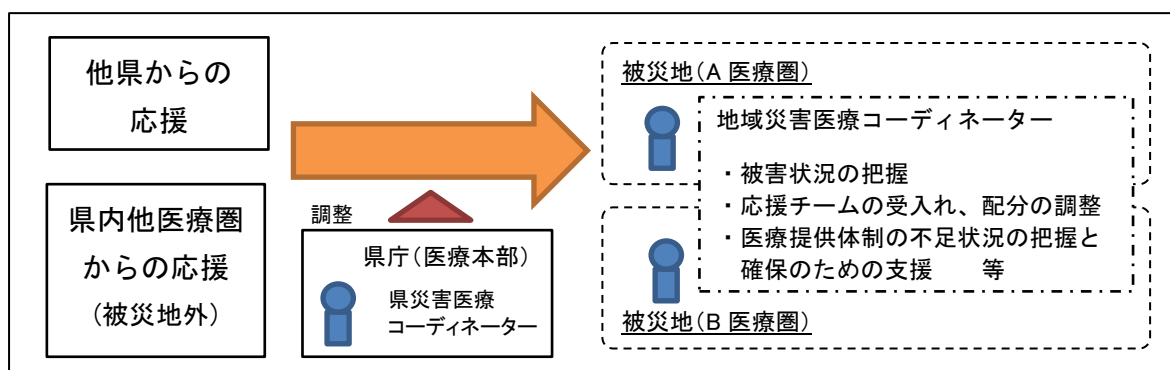 他県からの
応援
県内他医療圏
からの応援
（被災地外）
調整
県庁（医療本部）
県災害医療
コーディネーター
被災地（A 医療圏）
地域災害医療コーディネーター
・被害状況の把握
・応援チームの受入れ、配分の調整
・医療提供体制の不足状況の把握と
確保のための支援　　等
被災地（B 医療圏）